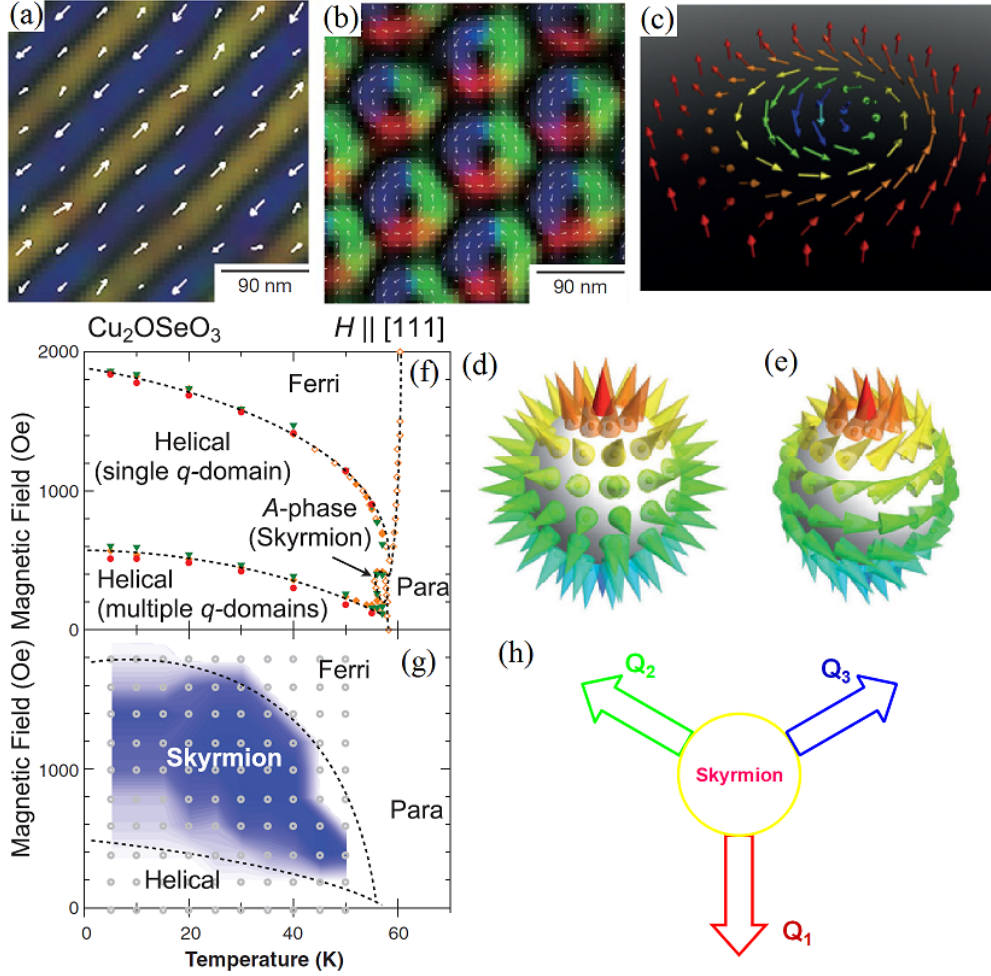 (a)
(b)
(c)
90 nm
90 nm
Cu₂OSeO₃
H || [111]
(f)
(d)
(e)
2000
1000
0
Magnetic Field (Oe)
Ferri
Helical
(single q-domain)
A-phase
(Skyrmion)
Helical
(multiple q-domains)
Para
(g)
(h)
Magnetic Field (Oe)
1000
0
Ferri
Skyrmion
Para
Helical
0
20
40
60
Temperature (K)
Q₂
Q₃
Skyrmion
Q₁